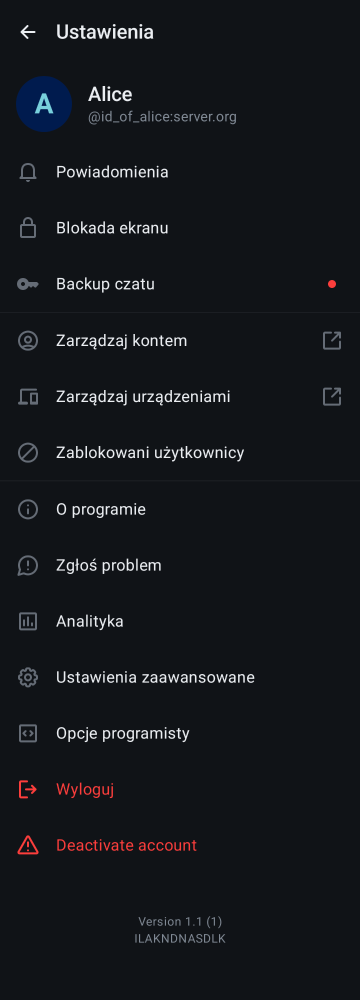 Ustawienia
A
Alice
@id_of_alice:server.org
Powiadomienia
Blokada ekranu
Backup czatu
Zarządzaj kontem
Zarządzaj urządzeniami
Zablokowani użytkownicy
O programie
Zgłoś problem
Analityka
Ustawienia zaawansowane
Opcje programisty
Wyloguj
Deactivate account
Version 1.1 (1)
ILAKNDNASDLK